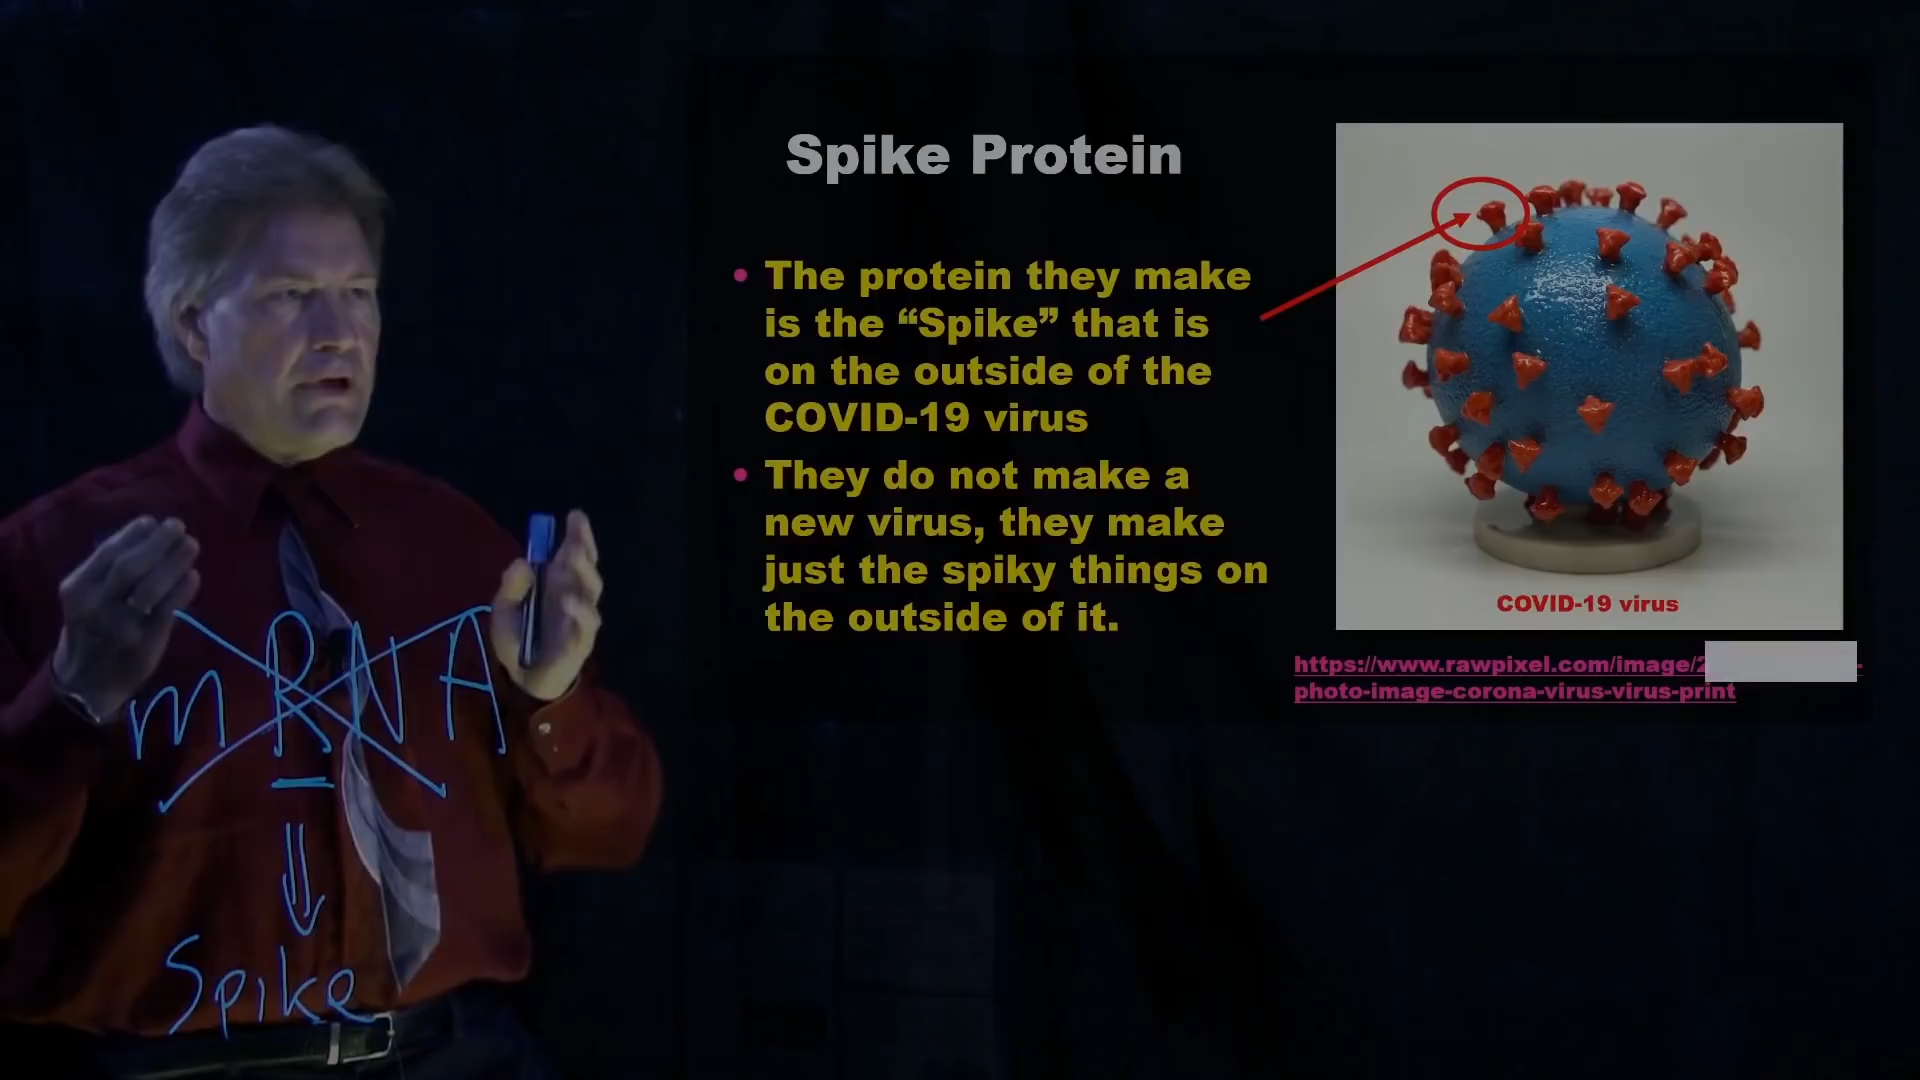 Spike Protein
• The protein they make
is the “Spike” that is
on the outside of the
COVID-19 virus
• They do not make a
new virus, they make
just the spiky things on
the outside of it.
COVID-19 virus
https://www.rawpixel.com/image/2
photo-image-corona-virus-virus-print
mRNA
Spike